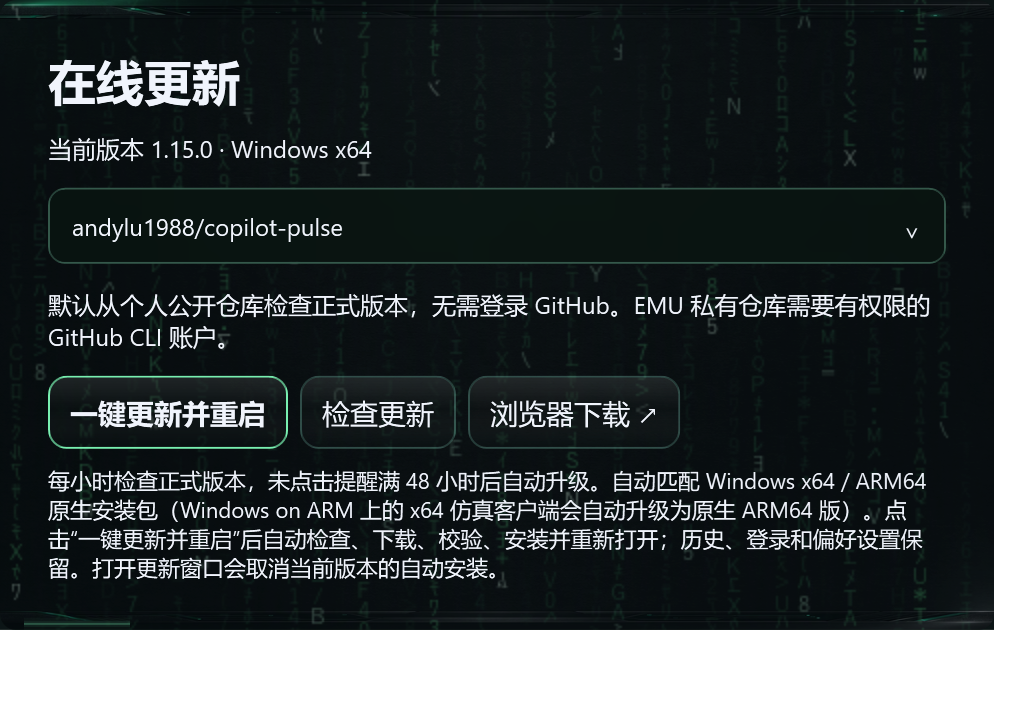 在线更新
当前版本 1.15.0 · Windows x64
andylu1988/copilot-pulse
默认从个人公开仓库检查正式版本，无需登录 GitHub。EMU 私有仓库需要有权限的
GitHub CLI 账户。
一键更新并重启
检查更新
浏览器下载 ↗
每小时检查正式版本，未点击提醒满 48 小时后自动升级。自动匹配 Windows x64 / ARM64
原生安装包（Windows on ARM 上的 x64 仿真客户端会自动升级为原生 ARM64 版）。点
击“一键更新并重启”后自动检查、下载、校验、安装并重新打开；历史、登录和偏好设置保
留。打开更新窗口会取消当前版本的自动安装。